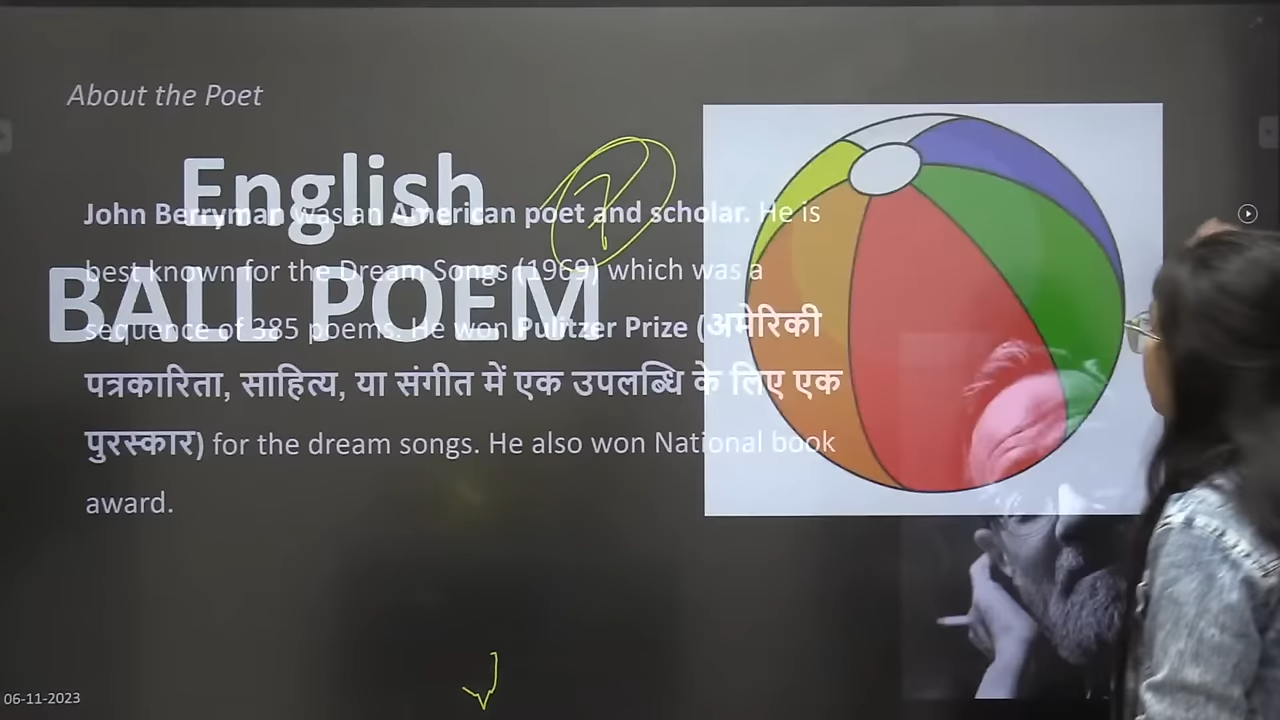 About the Poet
English
BALL POEM
John Berryman was an American poet and scholar. He is
best known for the Dream Songs (1969) which was a
sequence of 385 poems. He won Pulitzer Prize (अमेरिकी
पत्रकारिता, साहित्य, या संगीत में एक उपलब्धि के लिए एक
पुरस्कार) for the dream songs. He also won National book
award.
06-11-2023